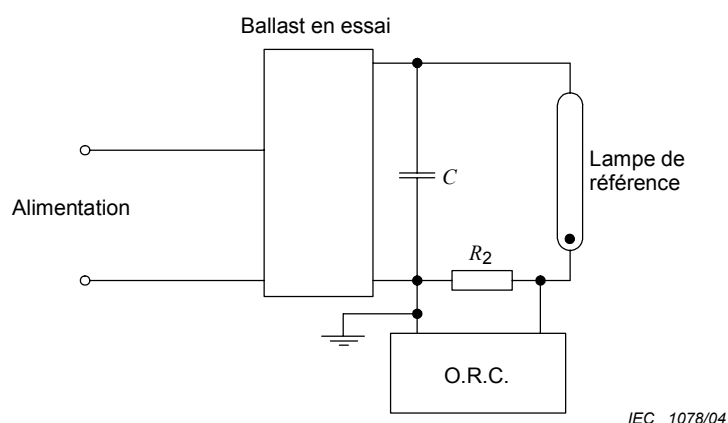 Ballast en essai
C
Lampe de
référence
Alimentation
R2
O.R.C.
IEC 1078/04